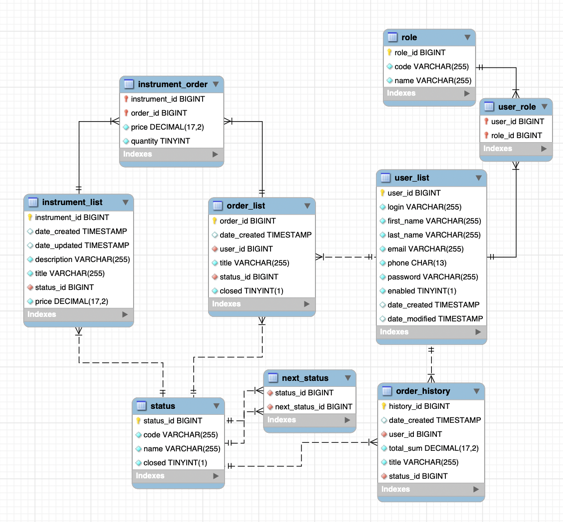 role
role_id BIGINT
code VARCHAR(255)
name VARCHAR(255)
Indexes
instrument_order
instrument_id BIGINT
order_id BIGINT
price DECIMAL(17,2)
quantity TINYINT
Indexes
user_role
user_id BIGINT
role_id BIGINT
Indexes
instrument_list
instrument_id BIGINT
date_created TIMESTAMP
date_updated TIMESTAMP
description VARCHAR(255)
title VARCHAR(255)
status_id BIGINT
price DECIMAL(17,2)
Indexes
order_list
order_id BIGINT
date_created TIMESTAMP
user_id BIGINT
title VARCHAR(255)
status_id BIGINT
closed TINYINT(1)
Indexes
user_list
user_id BIGINT
login VARCHAR(255)
first_name VARCHAR(255)
last_name VARCHAR(255)
email VARCHAR(255)
phone CHAR(13)
password VARCHAR(255)
enabled TINYINT(1)
date_created TIMESTAMP
date_modified TIMESTAMP
Indexes
status
status_id BIGINT
code VARCHAR(255)
name VARCHAR(255)
closed TINYINT(1)
Indexes
next_status
status_id BIGINT
next_status_id BIGINT
Indexes
order_history
history_id BIGINT
date_created TIMESTAMP
user_id BIGINT
total_sum DECIMAL(17,2)
title VARCHAR(255)
status_id BIGINT
Indexes